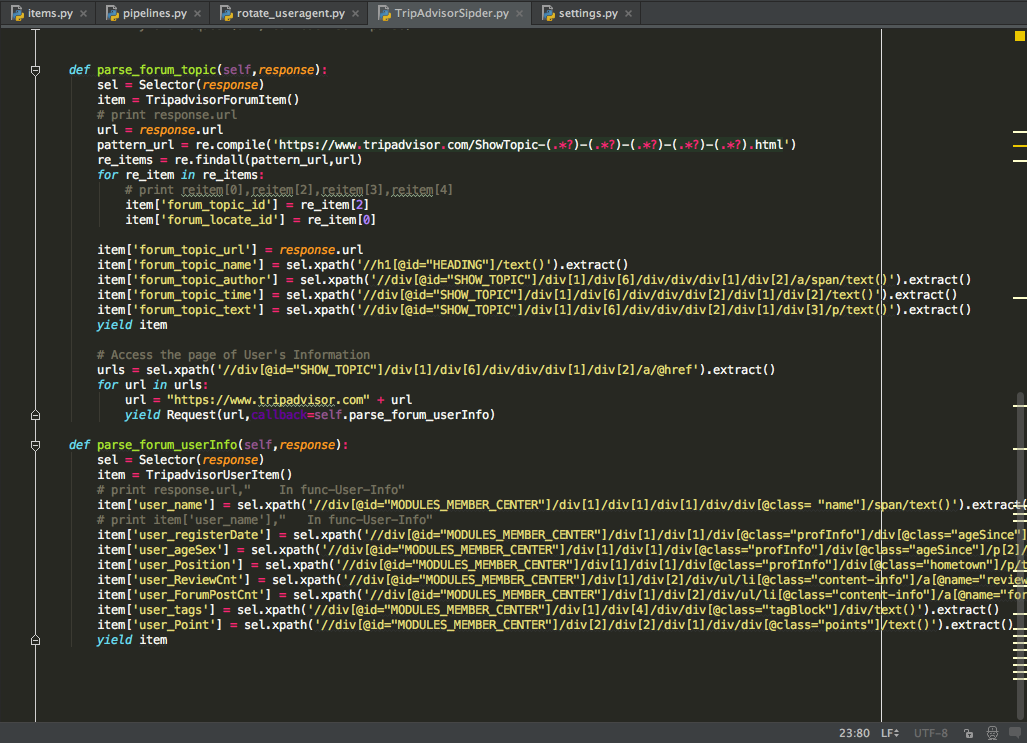 items.py
pipelines.py
rotate_useragent.py
TripAdvisorSipder.py
settings.py
def parse_forum_topic(self,response):
sel = Selector(response)
item = TripadvisorForumItem()
# print response.url
url = response.url
pattern_url = re.compile('https://www.tripadvisor.com/ShowTopic-(.*?)-(.*?)-(.*?)-(.*?)-(.*?).html')
re_items = re.findall(pattern_url,url)
for re_item in re_items:
# print reitem[0],reitem[2],reitem[3],reitem[4]
item['forum_topic_id'] = re_item[2]
item['forum_locate_id'] = re_item[0]
item['forum_topic_url'] = response.url
item['forum_topic_name'] = sel.xpath('//h1[@id="HEADING"]/text()').extract()
item['forum_topic_author'] = sel.xpath('//div[@id="SHOW_TOPIC"]/div[1]/div[6]/div/div/div[1]/div[2]/a/span/text()').extract()
item['forum_topic_time'] = sel.xpath('//div[@id="SHOW_TOPIC"]/div[1]/div[6]/div/div/div[2]/div[1]/div[2]/text()').extract()
item['forum_topic_text'] = sel.xpath('//div[@id="SHOW_TOPIC"]/div[1]/div[6]/div/div/div[2]/div[1]/div[3]/p/text()').extract()
yield item
# Access the page of User's Information
urls = sel.xpath('//div[@id="SHOW_TOPIC"]/div[1]/div[6]/div/div/div[1]/div[2]/a/@href').extract()
for url in urls:
url = "https://www.tripadvisor.com" + url
yield Request(url,callback=self.parse_forum_userInfo)
def parse_forum_userInfo(self,response):
sel = Selector(response)
item = TripadvisorUserItem()
# print response.url,"    In func-User-Info"
item['user_name'] = sel.xpath('//div[@id="MODULES_MEMBER_CENTER"]/div[1]/div[1]/div[1]/div/div[@class= "name"]/span/text()').extract(
# print item['user_name'],"   In func-User-Info"
item['user_registerDate'] = sel.xpath('//div[@id="MODULES_MEMBER_CENTER"]/div[1]/div[1]/div[@class="profInfo"]/div[@class="ageSince"]
item['user_ageSex'] = sel.xpath('//div[@id="MODULES_MEMBER_CENTER"]/div[1]/div[1]/div[@class="profInfo"]/div[@class="ageSince"]/p[2]/
item['user_Position'] = sel.xpath('//div[@id="MODULES_MEMBER_CENTER"]/div[1]/div[1]/div[@class="profInfo"]/div[@class="hometown"]/p/t
item['user_ReviewCnt'] = sel.xpath('//div[@id="MODULES_MEMBER_CENTER"]/div[1]/div[2]/div/ul/li[@class="content-info"]/a[@name="review
item['user_ForumPostCnt'] = sel.xpath('//div[@id="MODULES_MEMBER_CENTER"]/div[1]/div[2]/div/ul/li[@class="content-info"]/a[@name="for
item['user_tags'] = sel.xpath('//div[@id="MODULES_MEMBER_CENTER"]/div[1]/div[4]/div/div[@class="tagBlock"]/div/text()').extract()
item['user_Point'] = sel.xpath('//div[@id="MODULES_MEMBER_CENTER"]/div[2]/div[2]/div[1]/div/div[@class="points"]/text()').extract()
yield item
23:80 LF UTF-8